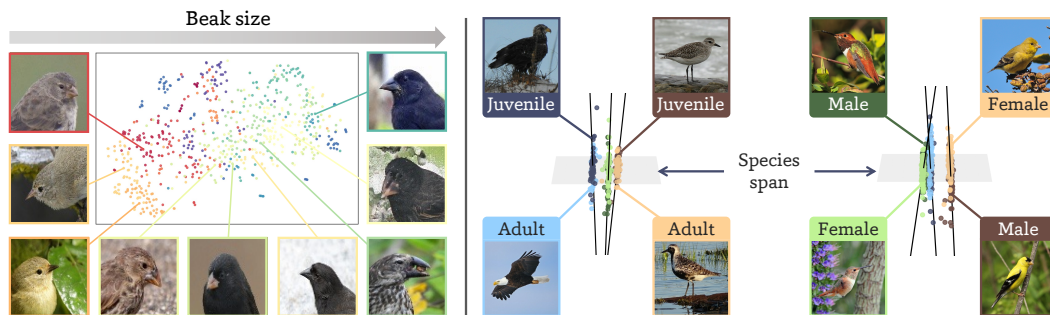 Beak size
Juvenile
Juvenile
Male
Female
Species
span
Adult
Adult
Female
Male